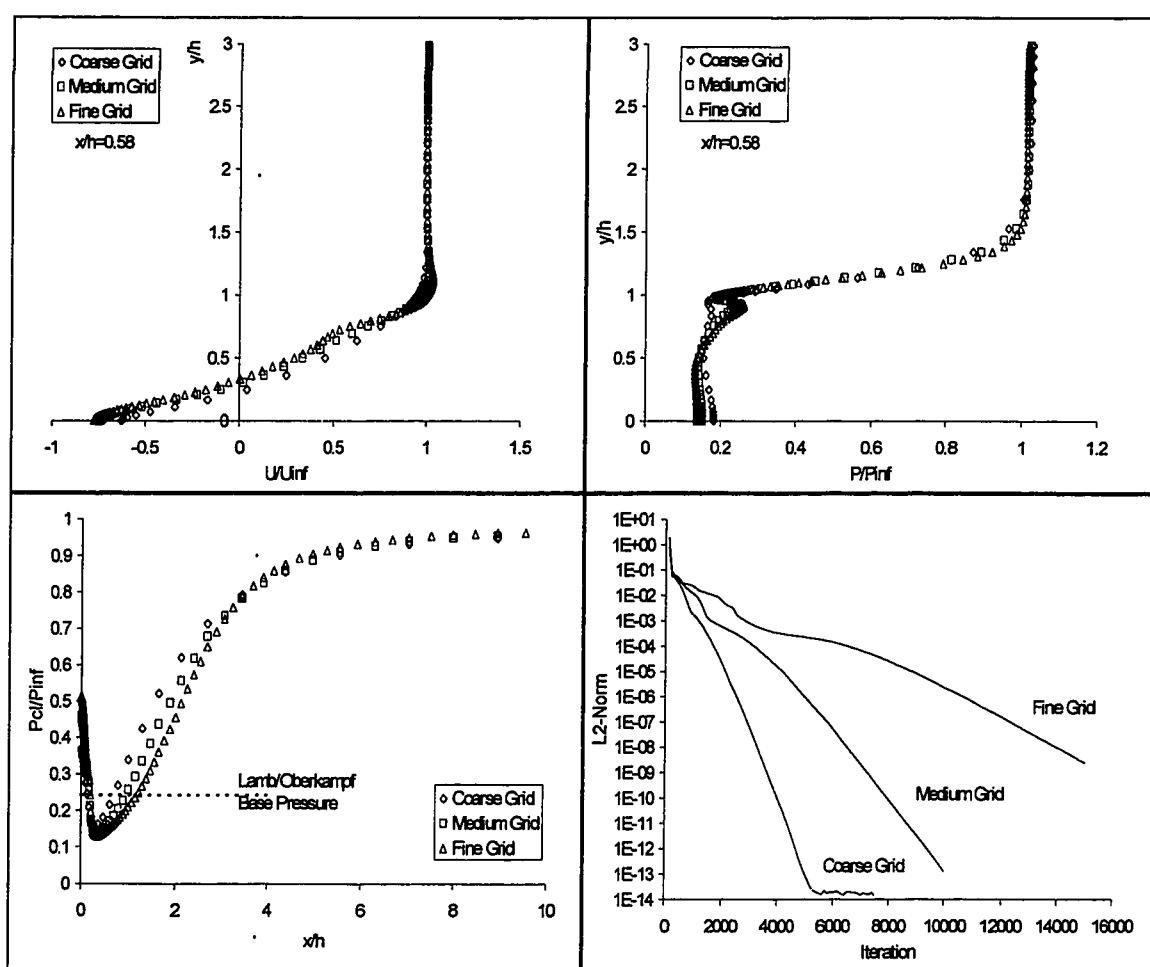 y/h
3
2.5
2
1.5
1
0.5
0
-1
-0.5
0
0.5
1
1.5
U/Uinf
Coarse Grid
Medium Grid
Fine Grid
x/h=0.58
y/h
3
2.5
2
1.5
1
0.5
0
0
0.2
0.4
0.6
0.8
1
1.2
P/Pinf
Coarse Grid
Medium Grid
Fine Grid
x/h=0.58
Pcl/Pinf
1
0.9
0.8
0.7
0.6
0.5
0.4
0.3
0.2
0.1
0
0
2
4
6
8
10
x/h
Lamb/Oberkampf
Base Pressure
Coarse Grid
Medium Grid
Fine Grid
L2-Norm
1E+01
1E+00
1E-01
1E-02
1E-03
1E-04
1E-05
1E-06
1E-07
1E-08
1E-09
1E-10
1E-11
1E-12
1E-13
1E-14
0
2000
4000
6000
8000
10000
12000
14000
16000
Iteration
Fine Grid
Medium Grid
Coarse Grid